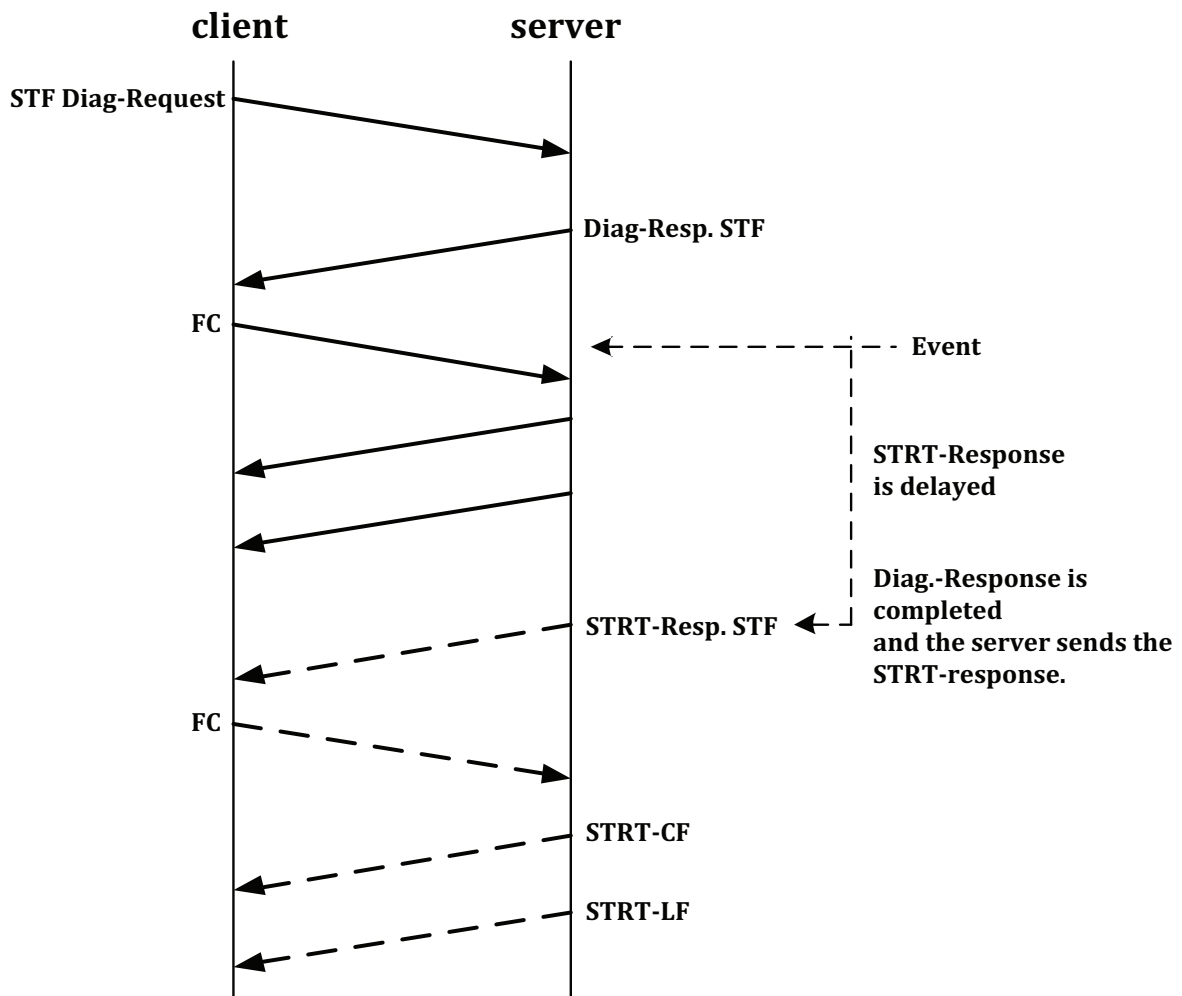 client
server
STF Diag-Request
Diag-Resp. STF
FC
Event
STRT-Response
is delayed
Diag.-Response is
completed
and the server sends the
STRT-response.
STRT-Resp. STF
FC
STRT-CF
STRT-LF